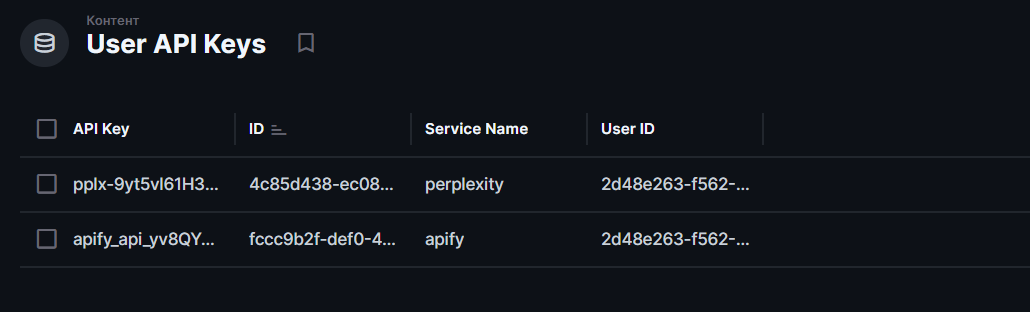 Контент
User API Keys
API Key ID Service Name User ID
pplx-9yt5vl61H3... 4c85d438-ec08... perplexity 2d48e263-f562-...
apify_api_yv8QY... fccc9b2f-def0-4... apify 2d48e263-f562-...